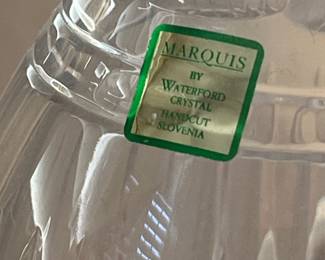 MARQUIS
BY
WATERFORD
CRYSTAL
HANDCUT
SLOVENIA